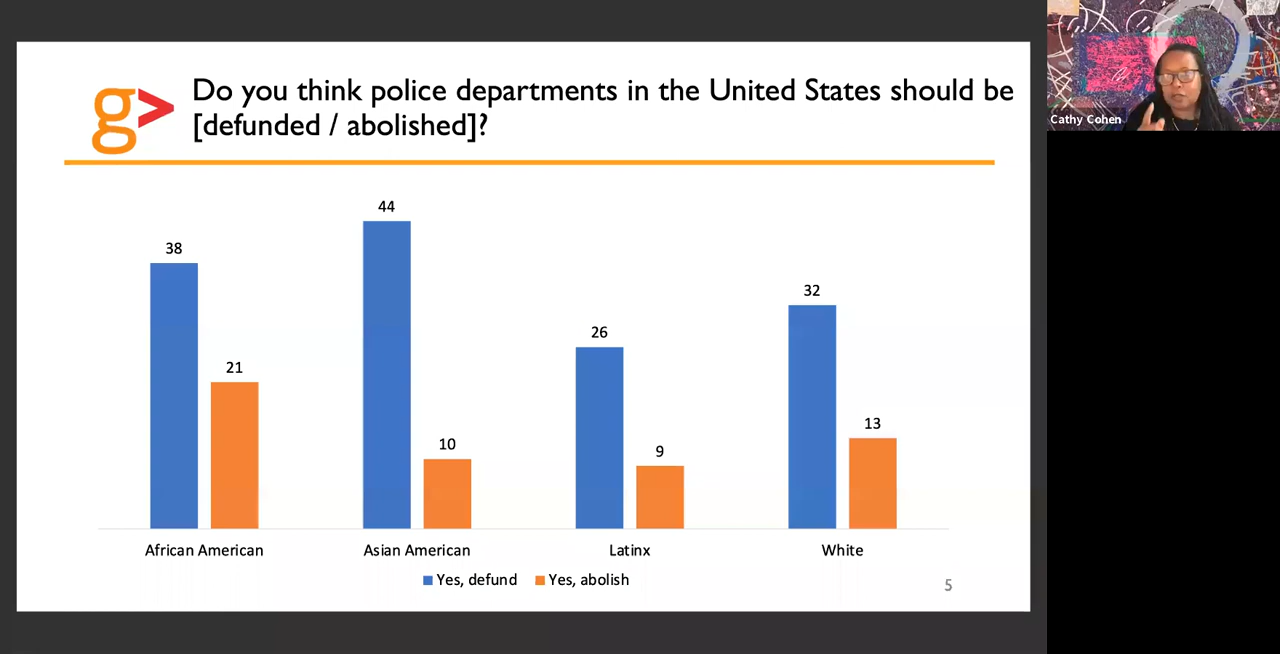 g>
Do you think police departments in the United States should be
[defunded / abolished]?
Cathy Cohen
44
38
32
26
21
13
10
9
African American
Asian American
Latinx
White
Yes, defund
Yes, abolish
5